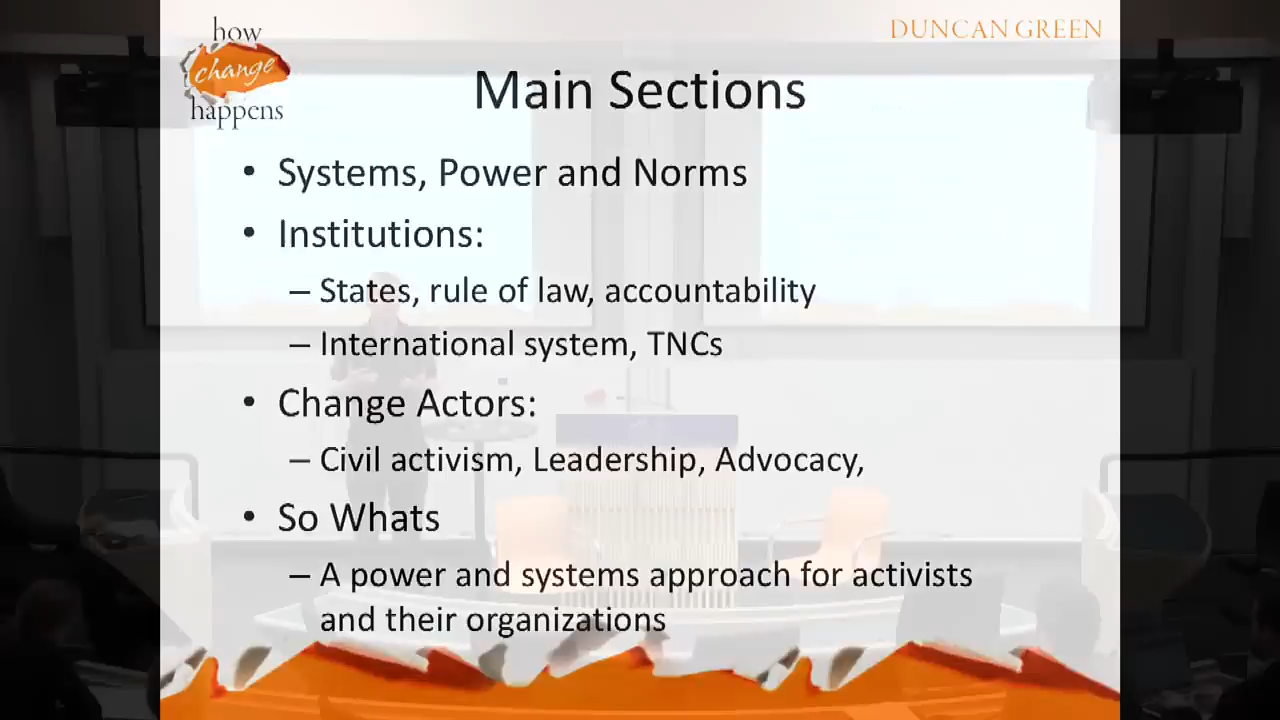 how
change
happens
DUNCAN GREEN
Main Sections
• Systems, Power and Norms
• Institutions:
– States, rule of law, accountability
– International system, TNCs
• Change Actors:
– Civil activism, Leadership, Advocacy,
• So Whats
– A power and systems approach for activists
and their organizations